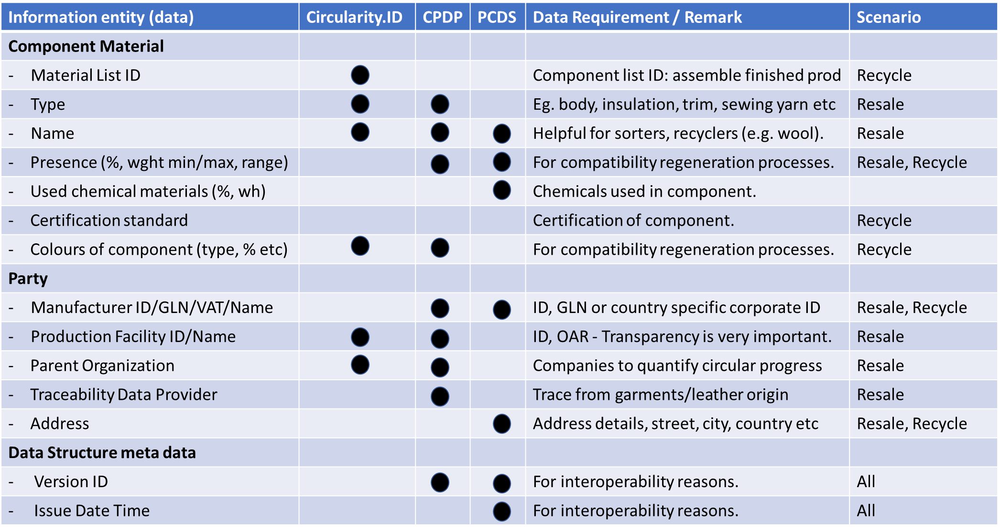 Information entity (data) Circularity.ID CPDP PCDS Data Requirement / Remark Scenario
Component Material
- Material List ID ● Component list ID: assemble finished prod Recycle
- Type ● ● Eg. body, insulation, trim, sewing yarn etc Resale
- Name ● ● ● Helpful for sorters, recyclers (e.g. wool). Resale
- Presence (%, wght min/max, range) ● ● For compatibility regeneration processes. Resale, Recycle
- Used chemical materials (%, wh) ● Chemicals used in component.
- Certification standard Certification of component. Recycle
- Colours of component (type, % etc) ● ● For compatibility regeneration processes. Recycle
Party
- Manufacturer ID/GLN/VAT/Name ● ● ID, GLN or country specific corporate ID Resale, Recycle
- Production Facility ID/Name ● ● ID, OAR - Transparency is very important. Resale
- Parent Organization ● ● Companies to quantify circular progress Resale
- Traceability Data Provider ● Trace from garments/leather origin Resale
- Address ● Address details, street, city, country etc Resale, Recycle
Data Structure meta data
- Version ID ● ● For interoperability reasons. All
- Issue Date Time ● For interoperability reasons. All